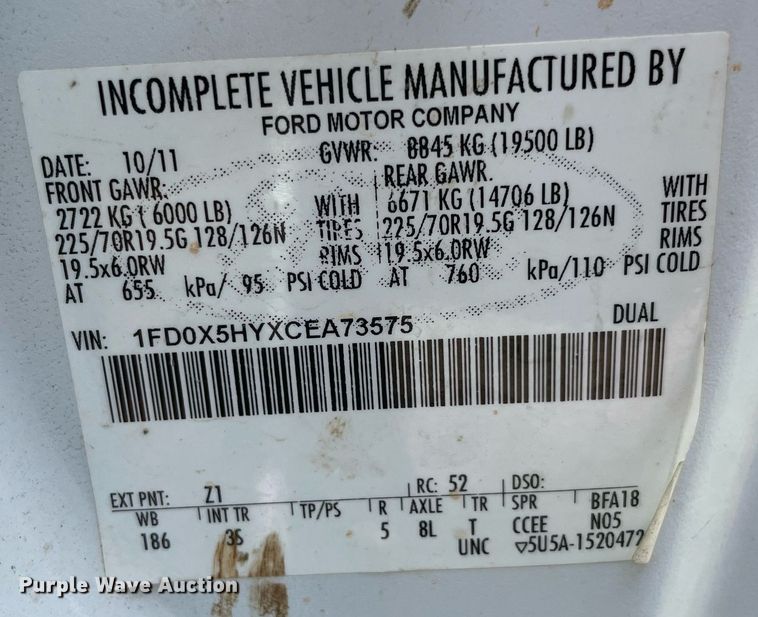 INCOMPLETE VEHICLE MANUFACTURED BY
FORD MOTOR COMPANY
DATE: 10/11 GVWR: 8845 KG (19500 LB)
FRONT GAWR: REAR GAWR:
2722 KG ( 6000 LB) WITH 6671 KG (14706 LB) WITH
225/70R19.5G 128/126N TIRES 225/70R19.5G 128/126N TIRES
19.5x6.0RW RIMS 19.5x6.0RW RIMS
AT 655 kPa/ 95 PSI COLD AT 760 kPa/110 PSI COLD
VIN: 1FD0X5HYXCEA73575 DUAL
EXT PNT: Z1 RC: 52 DSO:
WB INT TR TP/PS R AXLE TR SPR BFA18
186 3S 5 8L T CCEE N05
UNC ▽5U5A-1520472
Purple Wave Auction